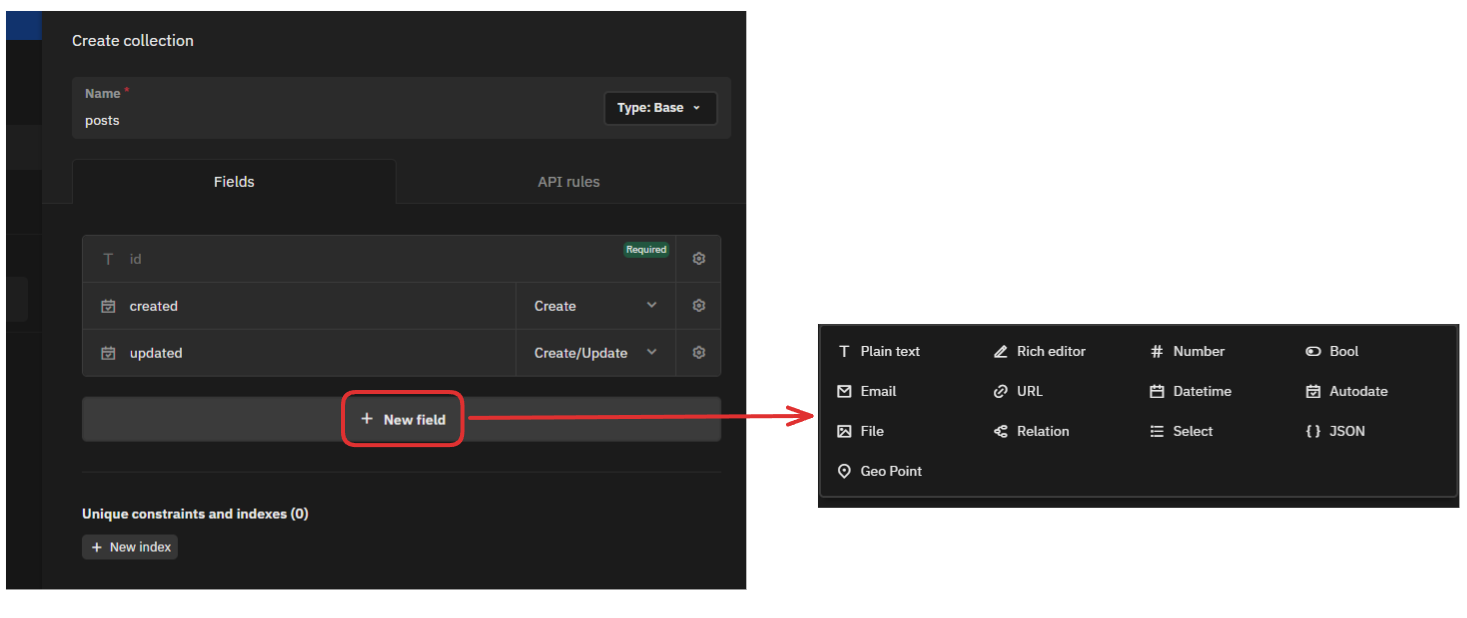 Create collection
Name *
posts
Type: Base
Fields
API rules
id
Required
created
Create
updated
Create/Update
+ New field
Unique constraints and indexes (0)
+ New index
Plain text
Rich editor
Number
Bool
Email
URL
Datetime
Autodate
File
Relation
Select
JSON
Geo Point